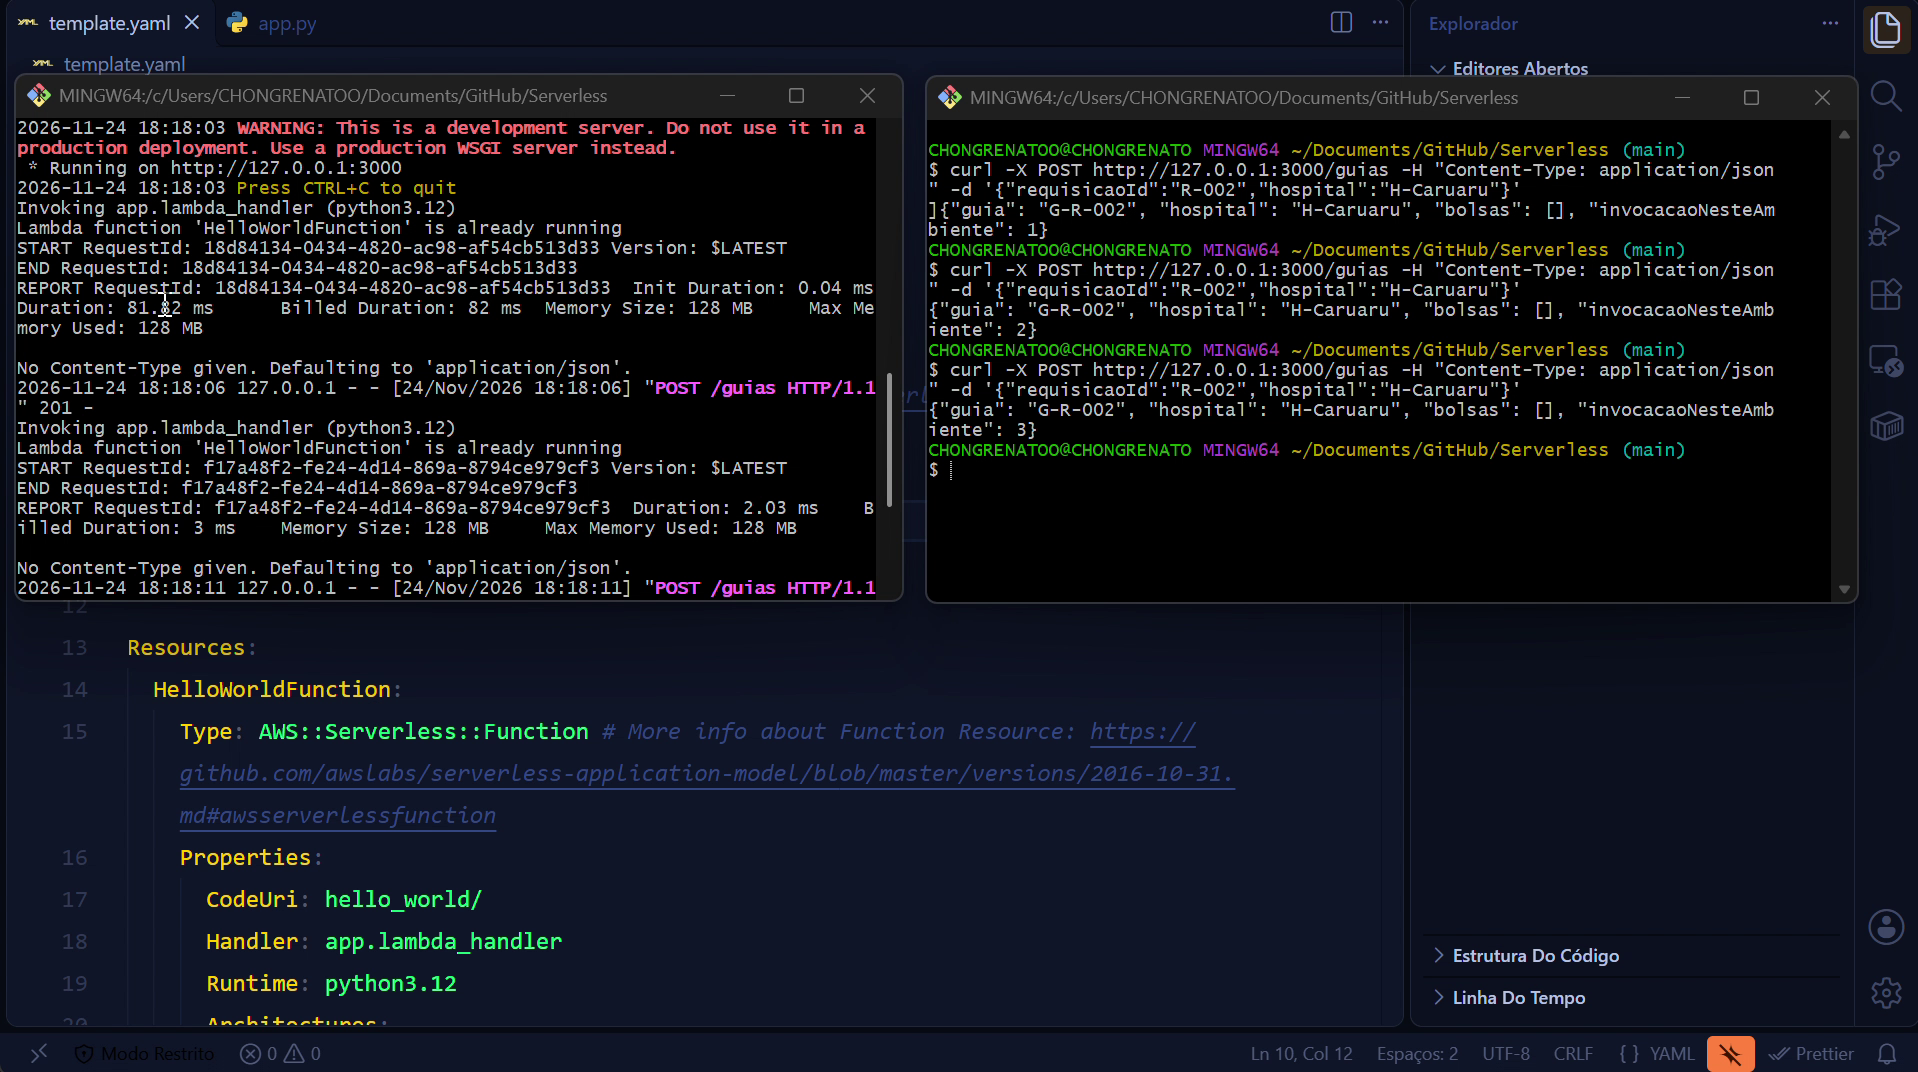 template.yaml
app.py
template.yaml
MINGW64:/c/Users/CHONGRENATOO/Documents/GitHub/Serverless
2026-11-24 18:18:03 WARNING: This is a development server. Do not use it in a
production deployment. Use a production WSGI server instead.
* Running on http://127.0.0.1:3000
2026-11-24 18:18:03 Press CTRL+C to quit
Invoking app.lambda_handler (python3.12)
Lambda function 'HelloWorldFunction' is already running
START RequestId: 18d84134-0434-4820-ac98-af54cb513d33 Version: $LATEST
END RequestId: 18d84134-0434-4820-ac98-af54cb513d33
REPORT RequestId: 18d84134-0434-4820-ac98-af54cb513d33 Init Duration: 0.04 ms
Duration: 81.82 ms Billed Duration: 82 ms Memory Size: 128 MB Max Me
mory Used: 128 MB
No Content-Type given. Defaulting to 'application/json'.
2026-11-24 18:18:06 127.0.0.1 - - [24/Nov/2026 18:18:06] "POST /guias HTTP/1.1
" 201 -
Invoking app.lambda_handler (python3.12)
Lambda function 'HelloWorldFunction' is already running
START RequestId: f17a48f2-fe24-4d14-869a-8794ce979cf3 Version: $LATEST
END RequestId: f17a48f2-fe24-4d14-869a-8794ce979cf3
REPORT RequestId: f17a48f2-fe24-4d14-869a-8794ce979cf3 Duration: 2.03 ms B
illed Duration: 3 ms Memory Size: 128 MB Max Memory Used: 128 MB
No Content-Type given. Defaulting to 'application/json'.
2026-11-24 18:18:11 127.0.0.1 - - [24/Nov/2026 18:18:11] "POST /guias HTTP/1.1
MINGW64:/c/Users/CHONGRENATOO/Documents/GitHub/Serverless
CHONGRENATOO@CHONGRENATO MINGW64 ~/Documents/GitHub/Serverless (main)
$ curl -X POST http://127.0.0.1:3000/guias -H "Content-Type: application/json
" -d '{"requisicaoId":"R-002","hospital":"H-Caruaru"}'
]{"guia": "G-R-002", "hospital": "H-Caruaru", "bolsas": [], "invocacaoNesteAm
biente": 1}
CHONGRENATOO@CHONGRENATO MINGW64 ~/Documents/GitHub/Serverless (main)
$ curl -X POST http://127.0.0.1:3000/guias -H "Content-Type: application/json
" -d '{"requisicaoId":"R-002","hospital":"H-Caruaru"}'
{"guia": "G-R-002", "hospital": "H-Caruaru", "bolsas": [], "invocacaoNesteAmb
iente": 2}
CHONGRENATOO@CHONGRENATO MINGW64 ~/Documents/GitHub/Serverless (main)
$ curl -X POST http://127.0.0.1:3000/guias -H "Content-Type: application/json
" -d '{"requisicaoId":"R-002","hospital":"H-Caruaru"}'
{"guia": "G-R-002", "hospital": "H-Caruaru", "bolsas": [], "invocacaoNesteAmb
iente": 3}
CHONGRENATOO@CHONGRENATO MINGW64 ~/Documents/GitHub/Serverless (main)
$
12
13 Resources:
14 HelloWorldFunction:
15 Type: AWS::Serverless::Function # More info about Function Resource: https://
github.com/awslabs/serverless-application-model/blob/master/versions/2016-10-31.
md#awsserverlessfunction
16 Properties:
17 CodeUri: hello_world/
18 Handler: app.lambda_handler
19 Runtime: python3.12
20 Architectures:
Explorador
Editores Abertos
Estrutura Do Código
Linha Do Tempo
Modo Restrito
0 0
Ln 10, Col 12
Espaços: 2
UTF-8
CRLF
{ } YAML
Prettier